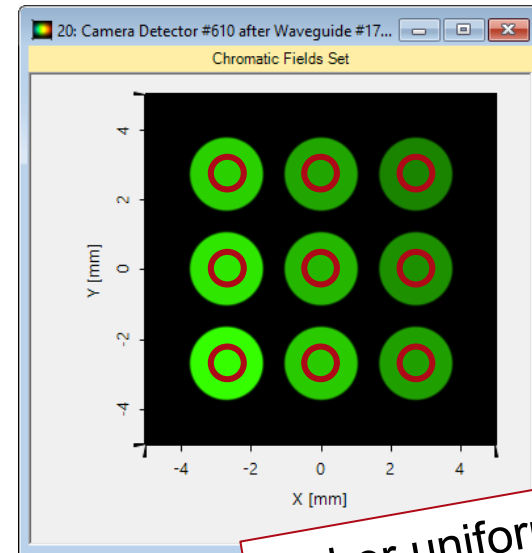 20: Camera Detector #610 after Waveguide #17...
Chromatic Fields Set
4
2
0
-2
-4
Y [mm]
-4 -2 0 2 4
X [mm]